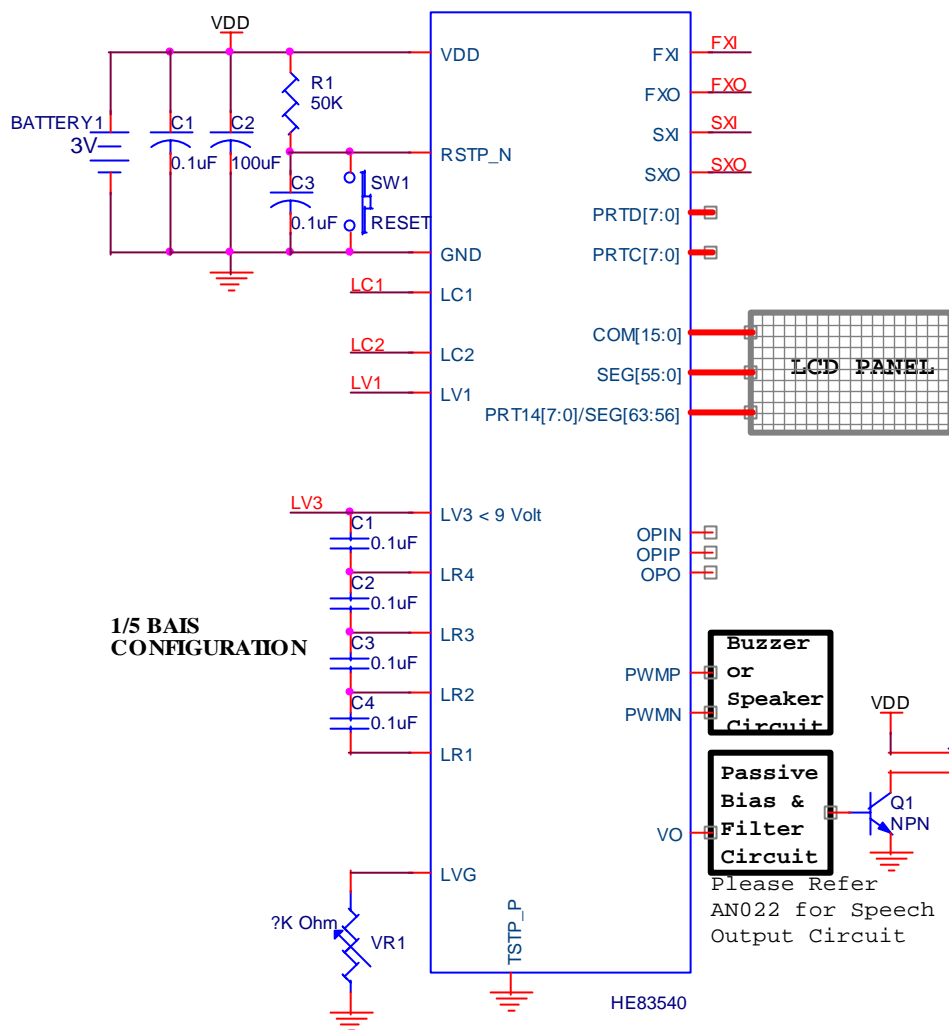 VDD
BATTERY1
3V
C1
0.1uF
C2
100uF
R1
50K
C3
0.1uF
SW1
RESET
VDD
RSTP_N
GND
LC1
LC1
LC2
LC2
LV1
LV1
LV3
LV3 < 9 Volt
C1
0.1uF
LR4
C2
0.1uF
LR3
C3
0.1uF
LR2
C4
0.1uF
LR1
1/5 BAIS
CONFIGURATION
LVG
?K Ohm
VR1
TSTP_P
HE83540
FXI
FXI
FXO
FXO
SXI
SXI
SXO
SXO
PRTD[7:0]
PRTC[7:0]
COM[15:0]
SEG[55:0]
PRT14[7:0]/SEG[63:56]
LCD PANEL
OPIN
OPIP
OPO
PWMP
PWMN
Buzzer
or
Speaker
Circuit
VO
Passive
Bias &
Filter
Circuit
VDD
Q1
NPN
Please Refer
AN022 for Speech
Output Circuit